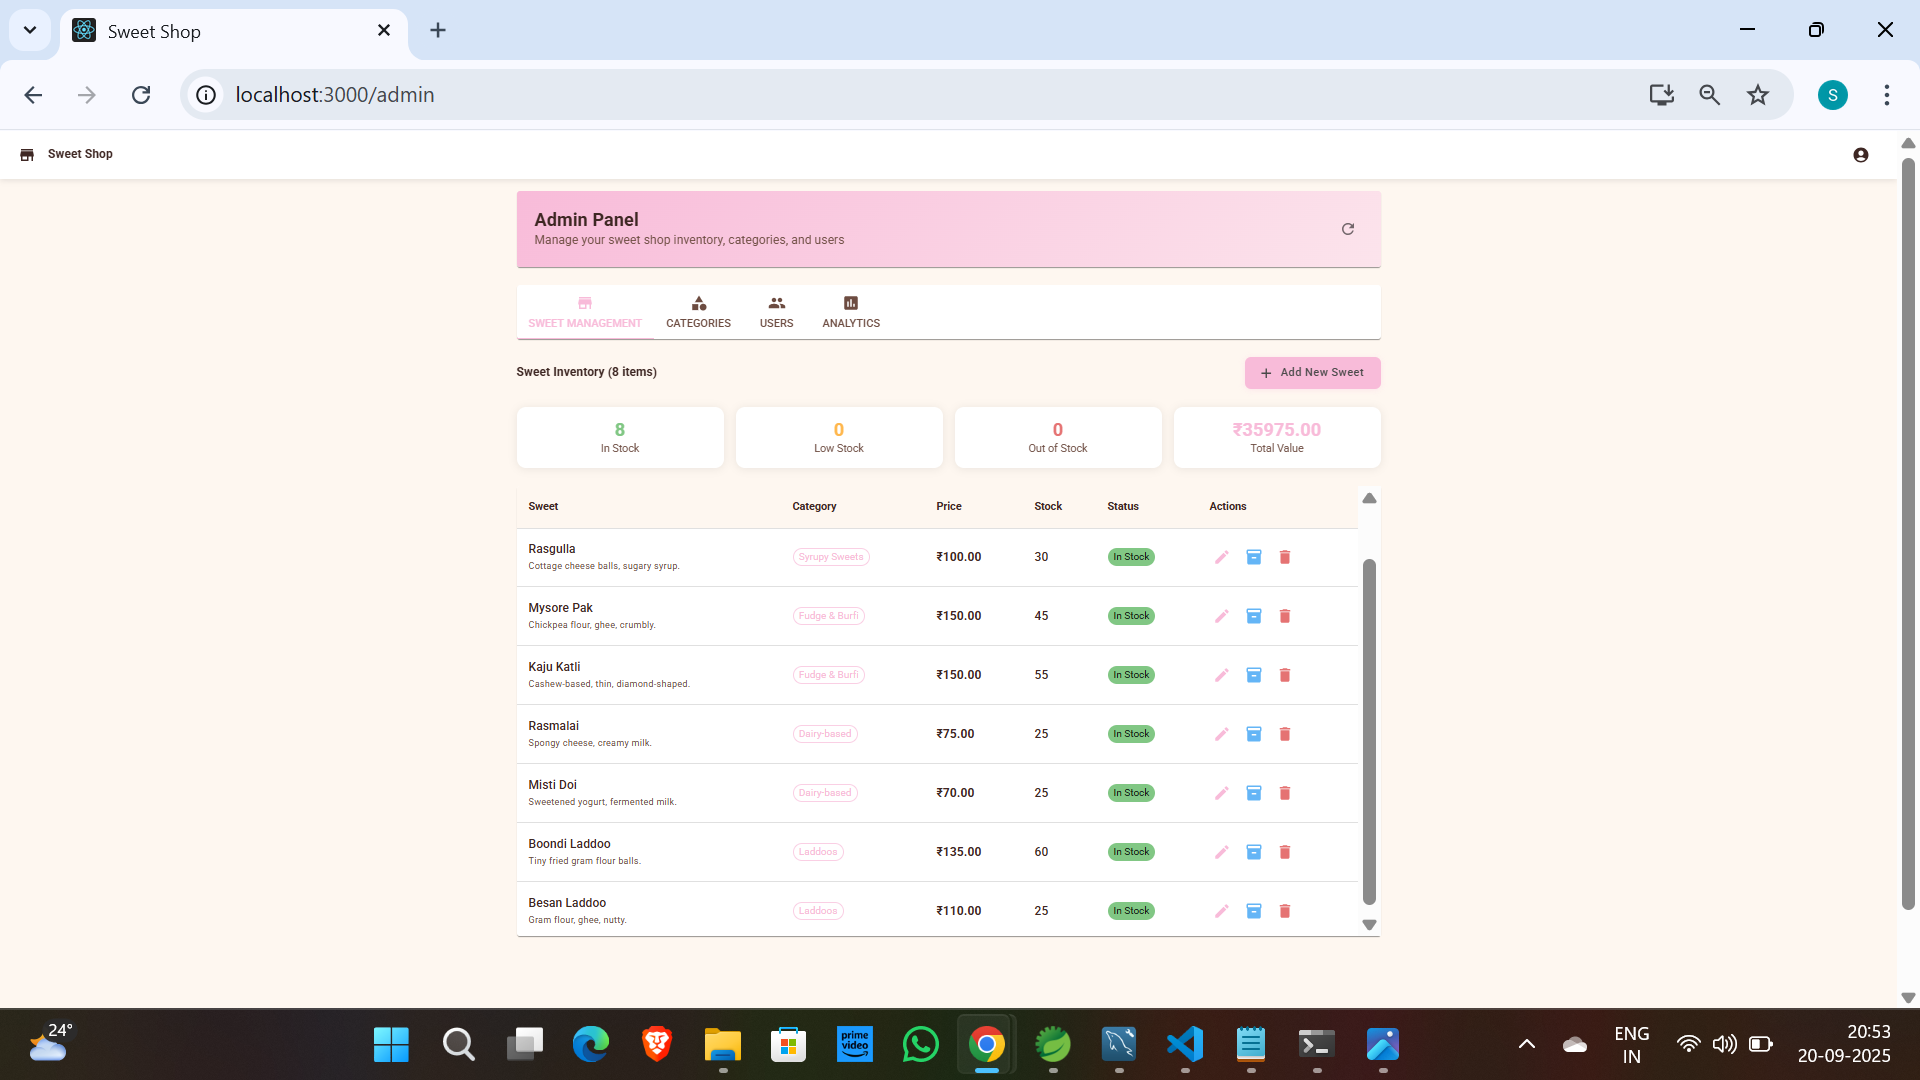 Sweet Shop
localhost:3000/admin
S
Sweet Shop
Admin Panel
Manage your sweet shop inventory, categories, and users
SWEET MANAGEMENT CATEGORIES USERS ANALYTICS
Sweet Inventory (8 items)
+ Add New Sweet
8 0 0 ₹35975.00
In Stock Low Stock Out of Stock Total Value
Sweet Category Price Stock Status Actions
Rasgulla
Cottage cheese balls, sugary syrup.
Syrupy Sweets ₹100.00 30 In Stock
Mysore Pak
Chickpea flour, ghee, crumbly.
Fudge & Burfi ₹150.00 45 In Stock
Kaju Katli
Cashew-based, thin, diamond-shaped.
Fudge & Burfi ₹150.00 55 In Stock
Rasmalai
Spongy cheese, creamy milk.
Dairy-based ₹75.00 25 In Stock
Misti Doi
Sweetened yogurt, fermented milk.
Dairy-based ₹70.00 25 In Stock
Boondi Laddoo
Tiny fried gram flour balls.
Laddoos ₹135.00 60 In Stock
Besan Laddoo
Gram flour, ghee, nutty.
Laddoos ₹110.00 25 In Stock
24°
prime
video
ENG
IN
20:53
20-09-2025